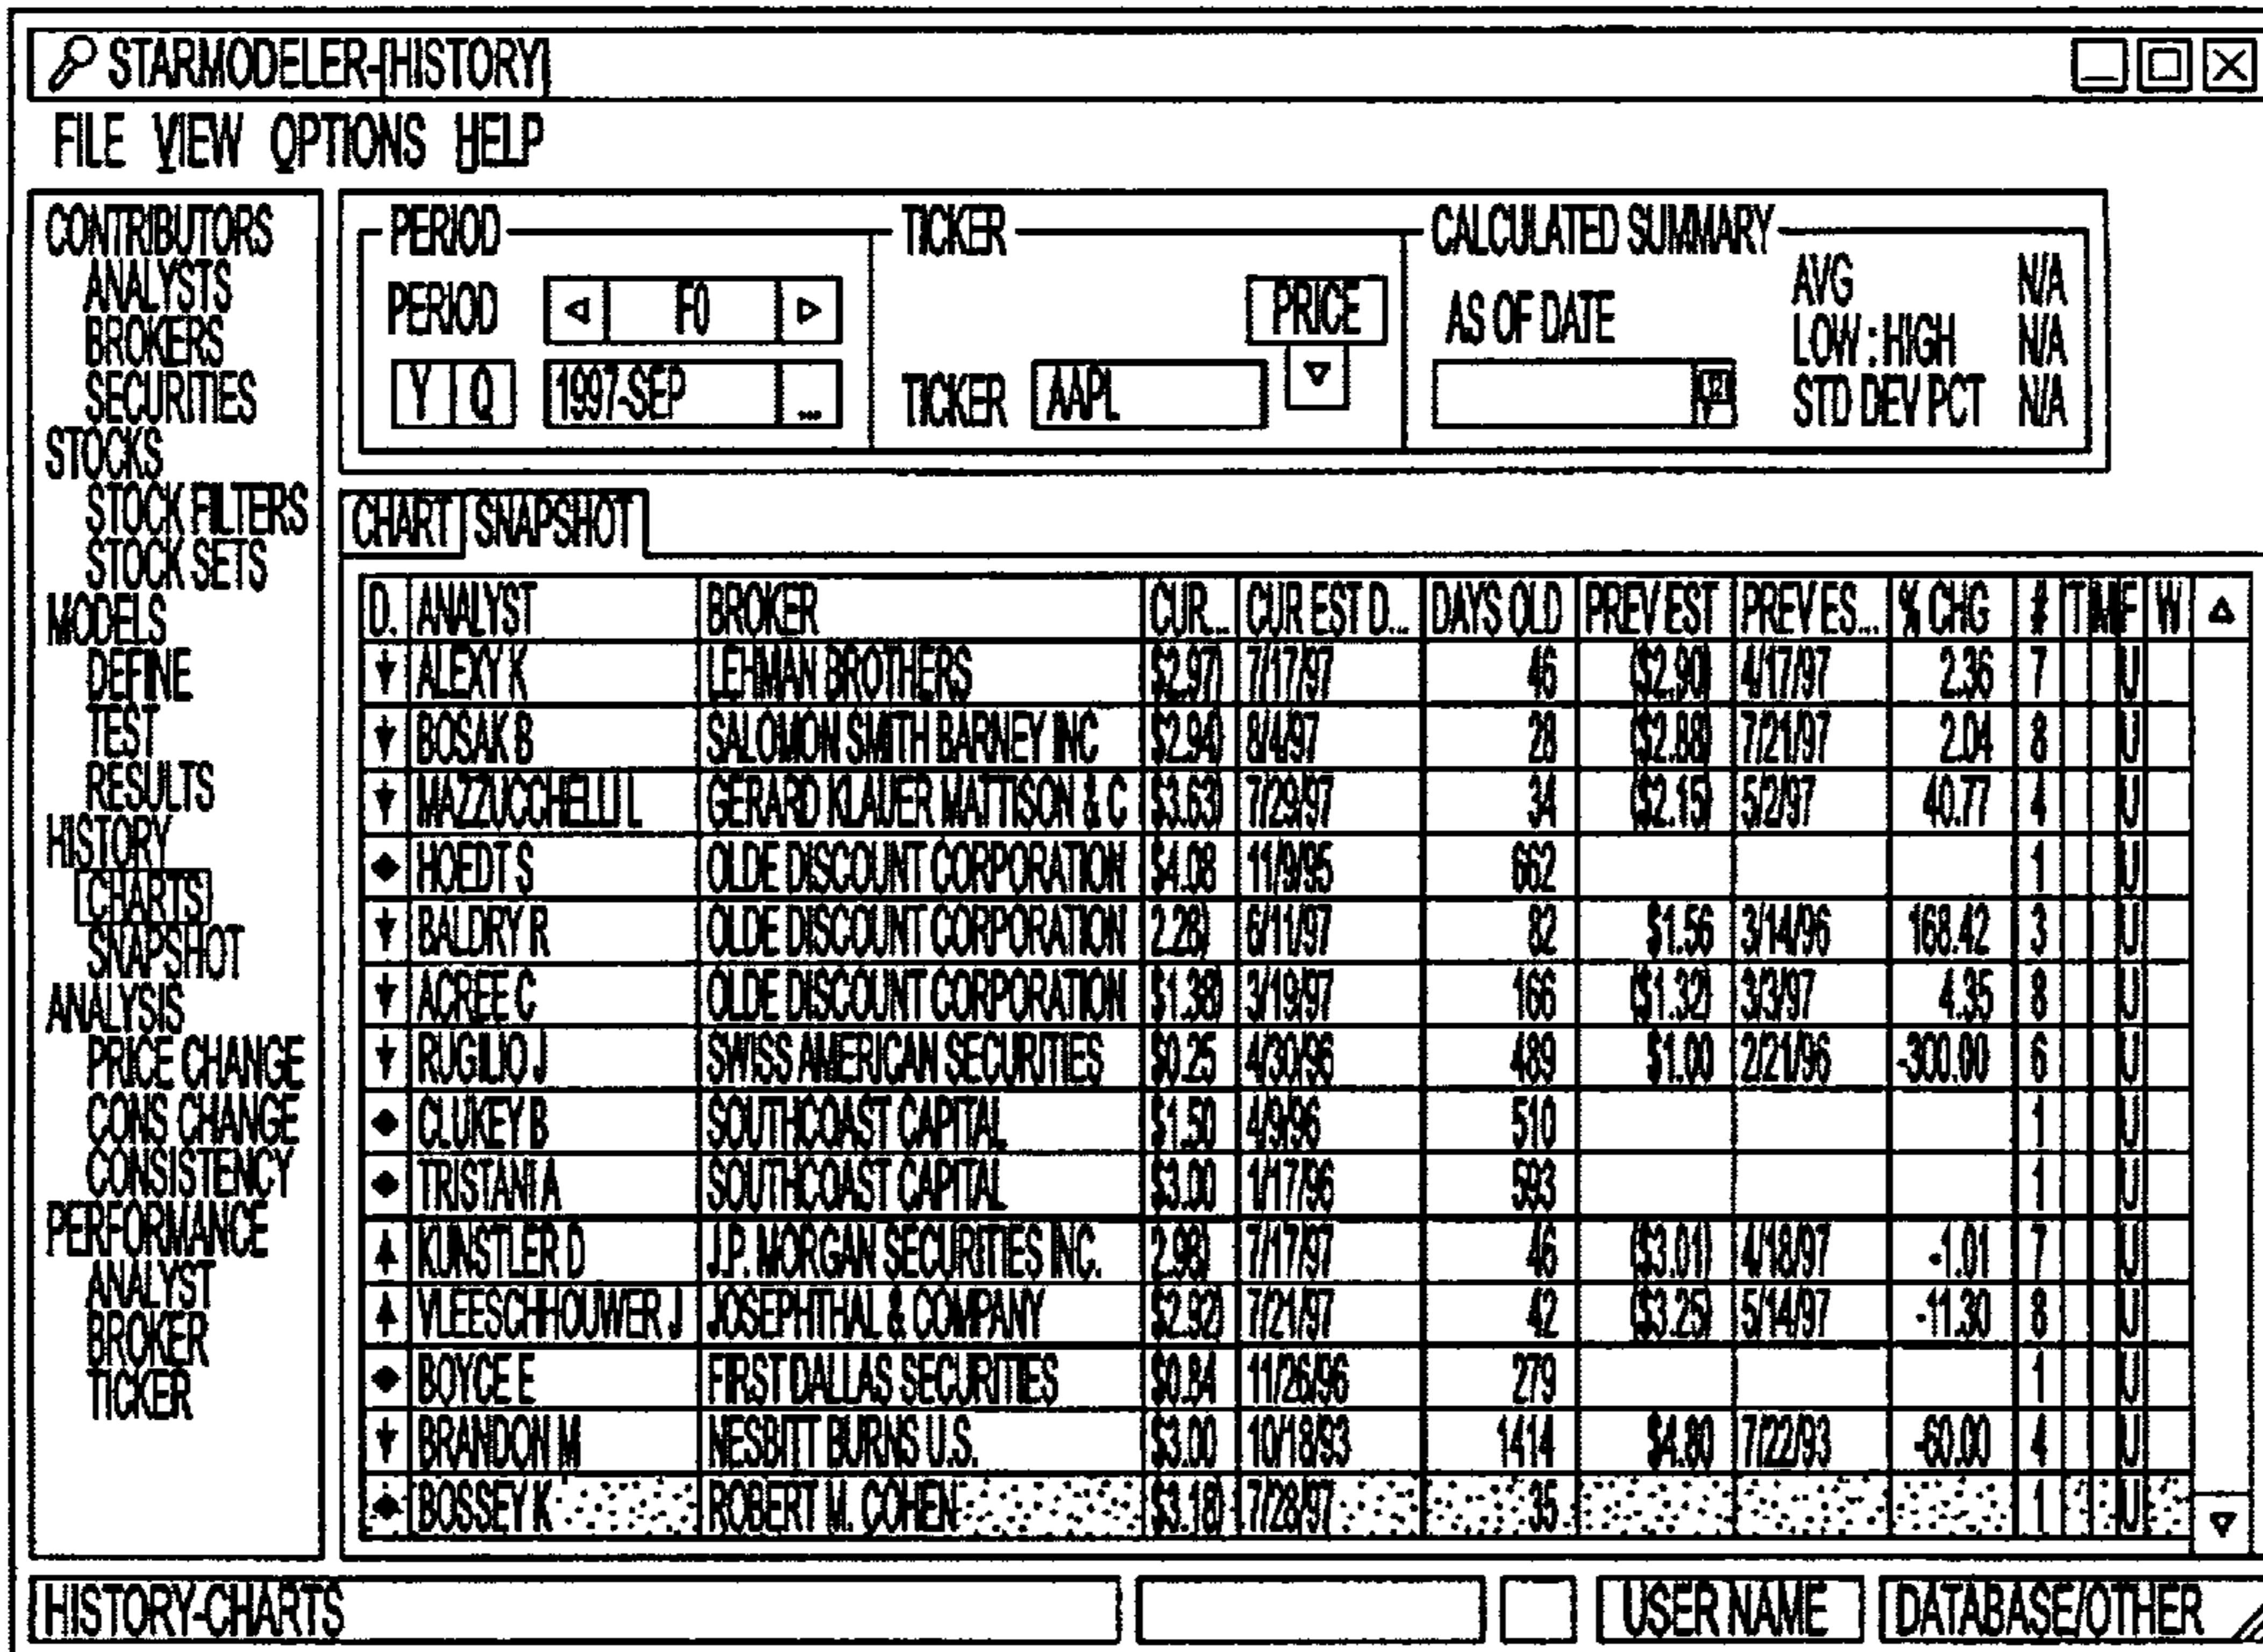 STARMODELER-[HISTORY]
FILE VIEW OPTIONS HELP
CONTRIBUTORS
ANALYSTS
BROKERS
SECURITIES
STOCKS
STOCK FILTERS
STOCK SETS
MODELS
DEFINE
TEST
RESULTS
HISTORY
CHARTS
SNAPSHOT
ANALYSIS
PRICE CHANGE
CONS CHANGE
CONSISTENCY
PERFORMANCE
ANALYST
BROKER
TICKER
PERIOD
PERIOD F0
Y Q 1997-SEP ...
TICKER
PRICE
TICKER AAPL
CALCULATED SUMMARY
AS OF DATE
AVG N/A
LOW : HIGH N/A
STD DEV PCT N/A
CHART SNAPSHOT
D. ANALYST BROKER CUR... CUR EST D... DAYS OLD PREV EST PREV ES... % CHG # T M F W
ALEXY K LEHMAN BROTHERS $2.97) 7/17/97 46 ($2.90) 4/17/97 2.36 7 U
BOSAK B SALOMON SMITH BARNEY INC $2.94) 8/4/97 28 ($2.88) 7/21/97 2.04 8 U
MAZZUCCHELLI L GERARD KLAUER MATTISON & C $3.63) 7/29/97 34 ($2.15) 5/2/97 40.77 4 U
HOEDT S OLDE DISCOUNT CORPORATION $4.08 11/9/95 662 1 U
BALDRY R OLDE DISCOUNT CORPORATION 2.28) 6/11/97 82 $1.56 3/14/96 168.42 3 U
ACREE C OLDE DISCOUNT CORPORATION $1.38) 3/19/97 166 ($1.32) 3/3/97 4.35 8 U
RUGILIO J SWISS AMERICAN SECURITIES $0.25 4/30/96 489 $1.00 2/21/96 -300.00 6 U
CLUKEY B SOUTHCOAST CAPITAL $1.50 4/9/96 510 1 U
TRISTANI A SOUTHCOAST CAPITAL $3.00 1/17/96 593 1 U
KUNSTLER D J.P. MORGAN SECURITIES INC. 2.98) 7/17/97 46 ($3.01) 4/18/97 -1.01 7 U
VLEESCHHOUWER J JOSEPHTHAL & COMPANY $2.92) 7/21/97 42 ($3.25) 5/14/97 -11.30 8 U
BOYCE E FIRST DALLAS SECURITIES $0.84 11/26/96 279 1 U
BRANDON M NESBITT BURNS U.S. $3.00 10/18/93 1414 $4.80 7/22/93 -60.00 4 U
BOSSEY K ROBERT M. COHEN $3.18) 7/28/97 35 1 U
HISTORY-CHARTS USER NAME DATABASE/OTHER